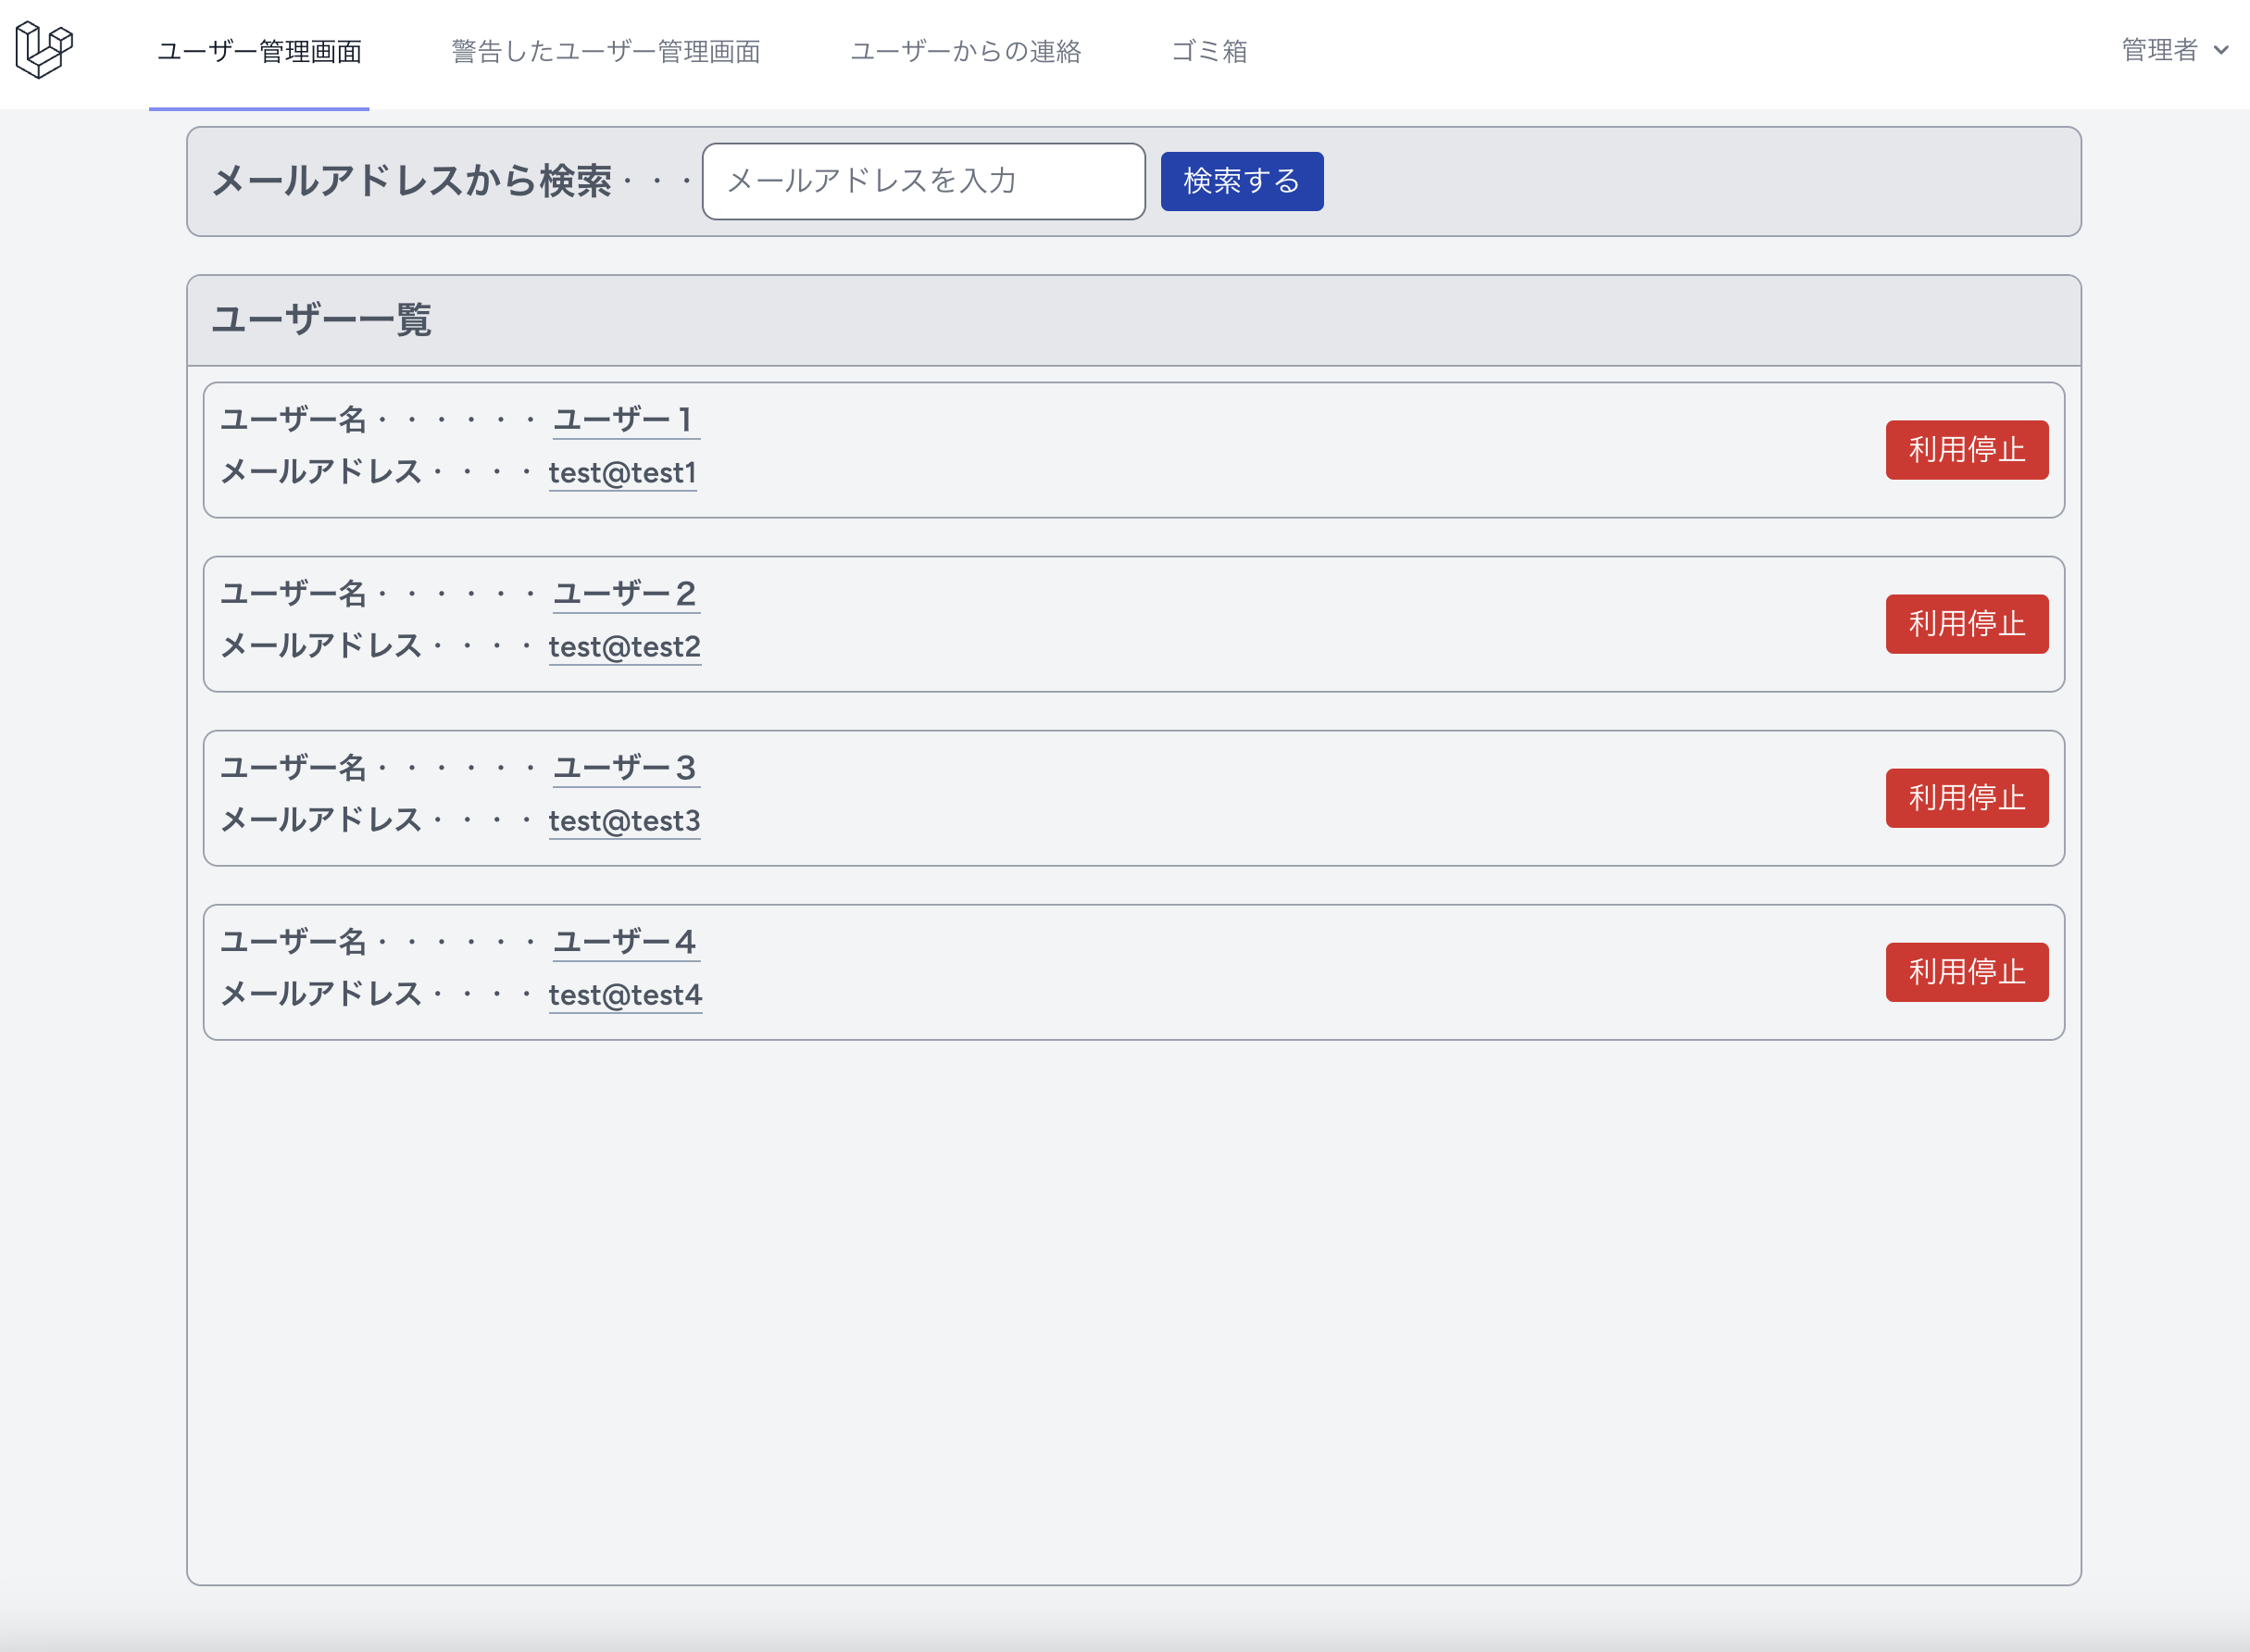 ユーザー管理画面 警告したユーザー管理画面 ユーザーからの連絡 ゴミ箱 管理者
メールアドレスから検索・・・ メールアドレスを入力 検索する
ユーザー一覧
ユーザー名・・・・・・ ユーザー1
利用停止
メールアドレス・・・・ test@test1
ユーザー名・・・・・・ ユーザー2
利用停止
メールアドレス・・・・ test@test2
ユーザー名・・・・・・ ユーザー3
利用停止
メールアドレス・・・・ test@test3
ユーザー名・・・・・・ ユーザー4
利用停止
メールアドレス・・・・ test@test4